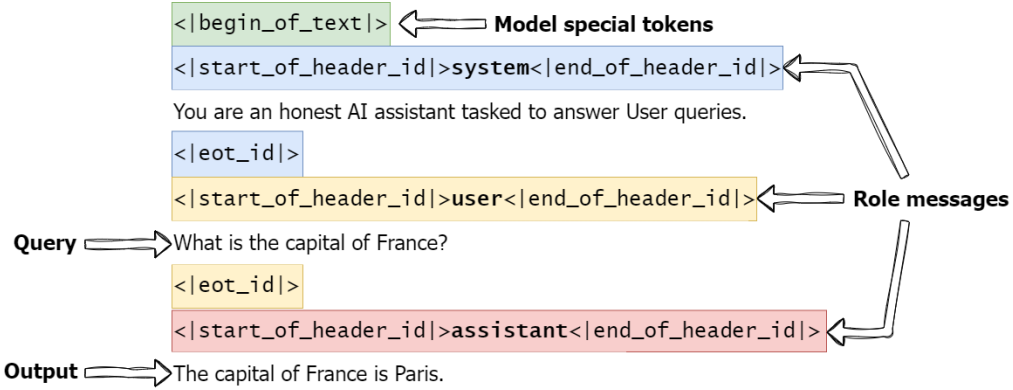 <|begin_of_text|> Model special tokens
<|start_of_header_id|>system<|end_of_header_id|>
You are an honest AI assistant tasked to answer User queries.
<|eot_id|>
<|start_of_header_id|>user<|end_of_header_id|> Role messages
Query What is the capital of France?
<|eot_id|>
<|start_of_header_id|>assistant<|end_of_header_id|>
Output The capital of France is Paris.